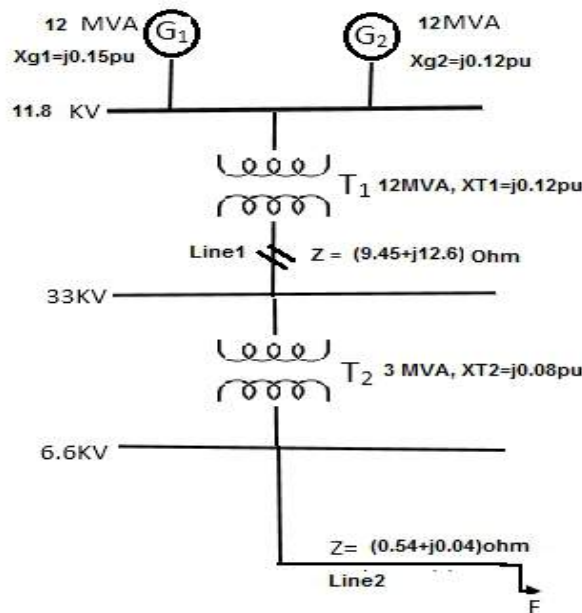 12 MVA G1 G2 12MVA
Xg1=j0.15pu Xg2=j0.12pu
11.8 KV
T1 12MVA, XT1=j0.12pu
Line1 Z = (9.45+j12.6) Ohm
33KV
T2 3 MVA, XT2=j0.08pu
6.6KV
Z= (0.54+j0.04)ohm
Line2
F